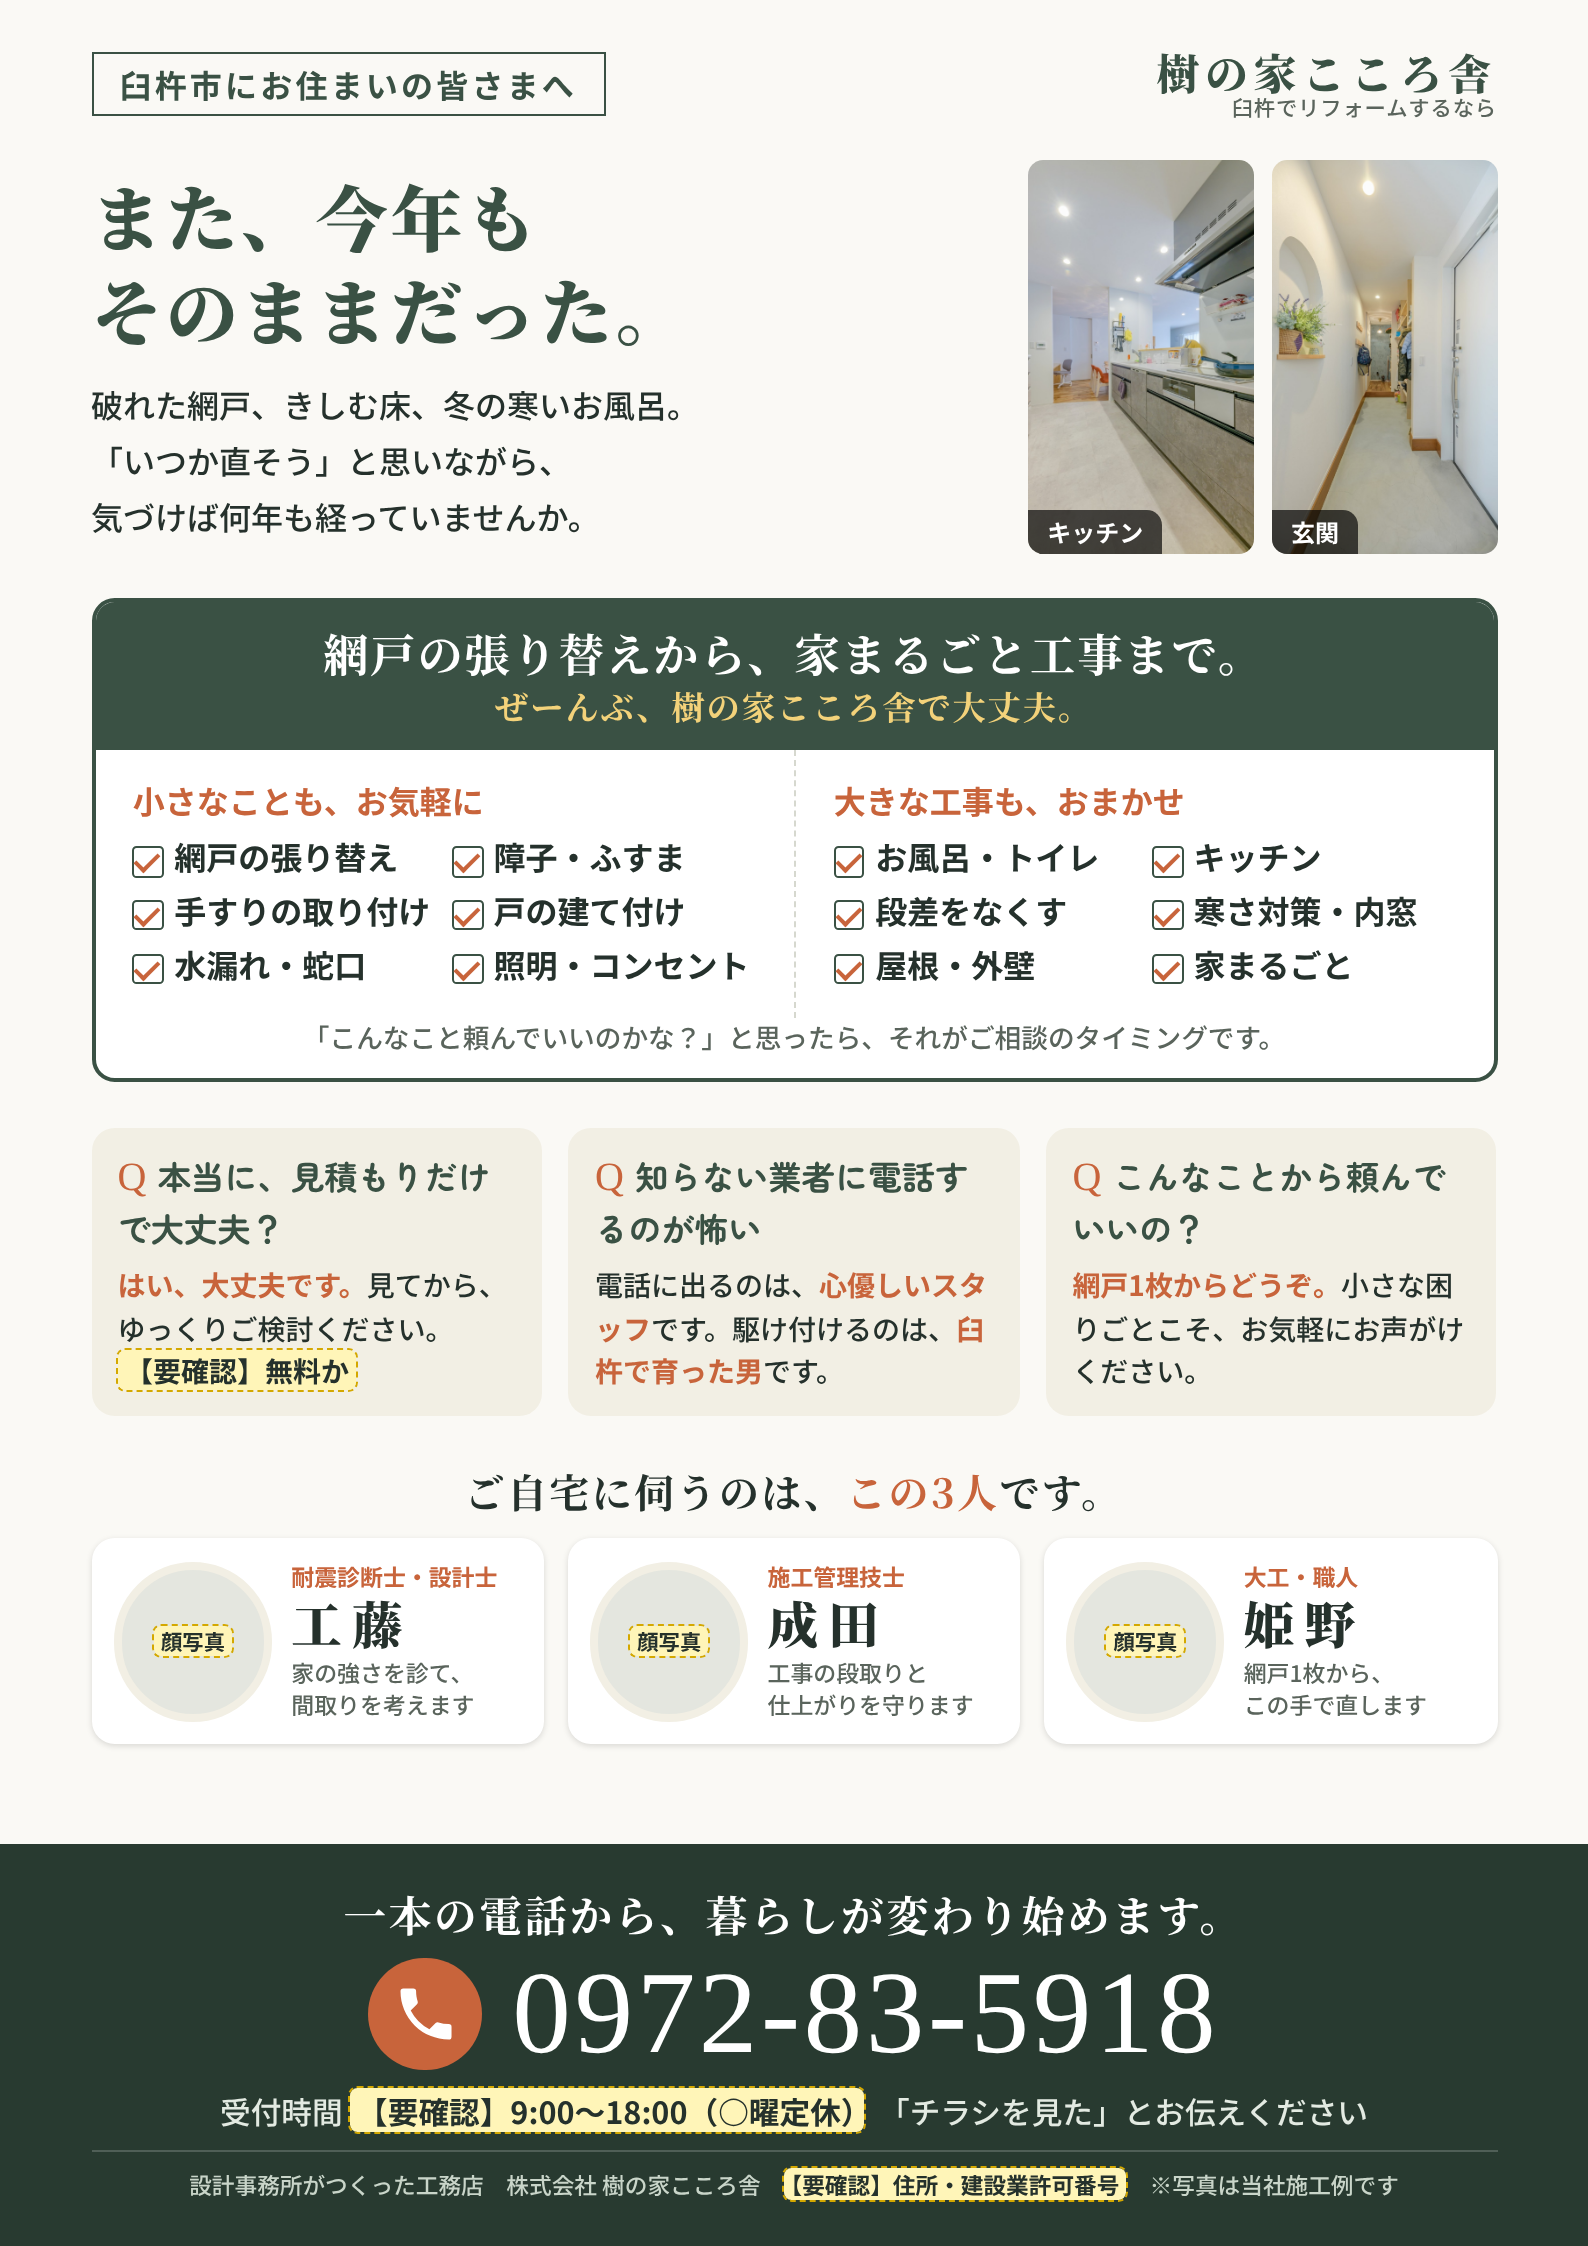 臼杵市にお住まいの皆さまへ
樹の家こころ舎
臼杵でリフォームするなら
また、今年も
そのままだった。
破れた網戸、きしむ床、冬の寒いお風呂。
「いつか直そう」と思いながら、
気づけば何年も経っていませんか。
キッチン
玄関
網戸の張り替えから、家まるごと工事まで。
ぜーんぶ、樹の家こころ舎で大丈夫。
小さなことも、お気軽に
網戸の張り替え
障子・ふすま
手すりの取り付け
戸の建て付け
水漏れ・蛇口
照明・コンセント
大きな工事も、おまかせ
お風呂・トイレ
キッチン
段差をなくす
寒さ対策・内窓
屋根・外壁
家まるごと
「こんなこと頼んでいいのかな？」と思ったら、それがご相談のタイミングです。
Q 本当に、見積もりだけ
で大丈夫？
はい、大丈夫です。見てから、
ゆっくりご検討ください。
【要確認】無料か
Q 知らない業者に電話す
るのが怖い
電話に出るのは、心優しいスタ
ッフです。駆け付けるのは、臼
杵で育った男です。
Q こんなことから頼んで
いいの？
網戸1枚からどうぞ。小さな困
りごとこそ、お気軽にお声がけ
ください。
ご自宅に伺うのは、この3人です。
顔写真
耐震診断士・設計士
工藤
家の強さを診て、
間取りを考えます
顔写真
施工管理技士
成田
工事の段取りと
仕上がりを守ります
顔写真
大工・職人
姫野
網戸1枚から、
この手で直します
一本の電話から、暮らしが変わり始めます。
0972-83-5918
受付時間【要確認】9:00〜18:00（○曜定休）「チラシを見た」とお伝えください
設計事務所がつくった工務店　株式会社 樹の家こころ舎　【要確認】住所・建設業許可番号　※写真は当社施工例です